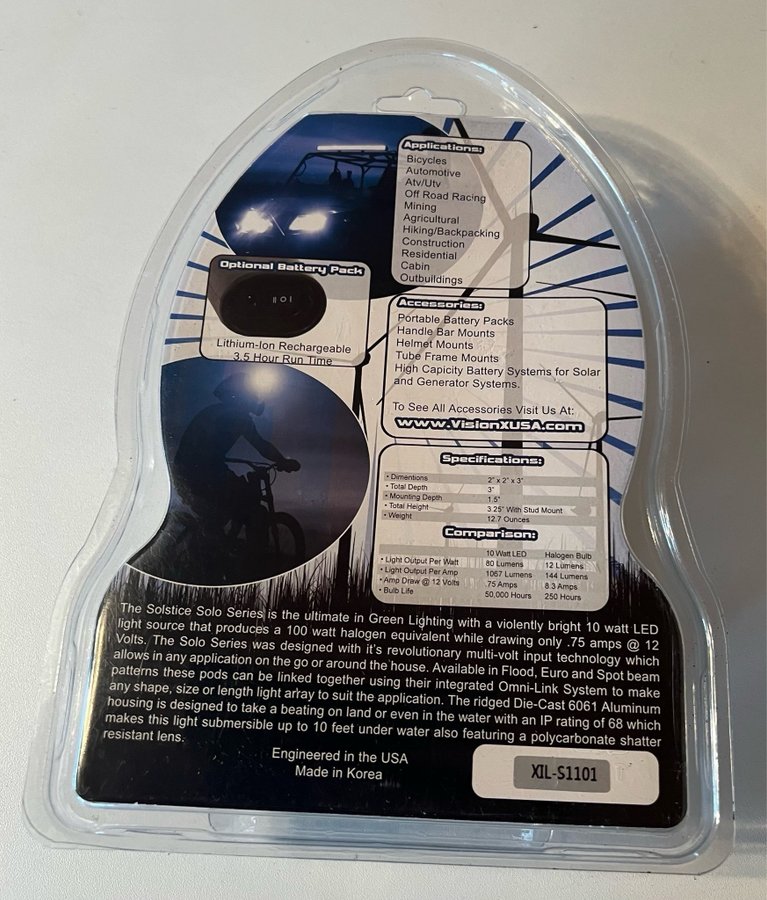 Applications:
Bicycles
Automotive
Atv/Utv
Off Road Racing
Mining
Agricultural
Hiking/Backpacking
Construction
Residential
Cabin
Outbuildings
Optional Battery Pack
Lithium-Ion Rechargeable
3.5 Hour Run Time
Accessories:
Portable Battery Packs
Handle Bar Mounts
Helmet Mounts
Tube Frame Mounts
High Capicity Battery Systems for Solar
and Generator Systems.
To See All Accessories Visit Us At:
www.VisionXUSA.com
Specifications:
• Dimentions 2" x 2" x 3"
• Total Depth 3"
• Mounting Depth 1.5"
• Total Height 3.25" With Stud Mount
• Weight 12.7 Ounces
Comparison:
10 Watt LED Halogen Bulb
• Light Output Per Watt 80 Lumens 12 Lumens
• Light Output Per Amp 1067 Lumens 144 Lumens
• Amp Draw @ 12 Volts .75 Amps 8.3 Amps
• Bulb Life 50,000 Hours 250 Hours
The Solstice Solo Series is the ultimate in Green Lighting with a violently bright 10 watt LED
light source that produces a 100 watt halogen equivalent while drawing only .75 amps @ 12
Volts. The Solo Series was designed with it's revolutionary multi-volt input technology which
allows in any application on the go or around the house. Available in Flood, Euro and Spot beam
patterns these pods can be linked together using their integrated Omni-Link System to make
any shape, size or length light array to suit the application. The ridged Die-Cast 6061 Aluminum
housing is designed to take a beating on land or even in the water with an IP rating of 68 which
makes this light submersible up to 10 feet under water also featuring a polycarbonate shatter
resistant lens.
Engineered in the USA
Made in Korea
XIL-S1101